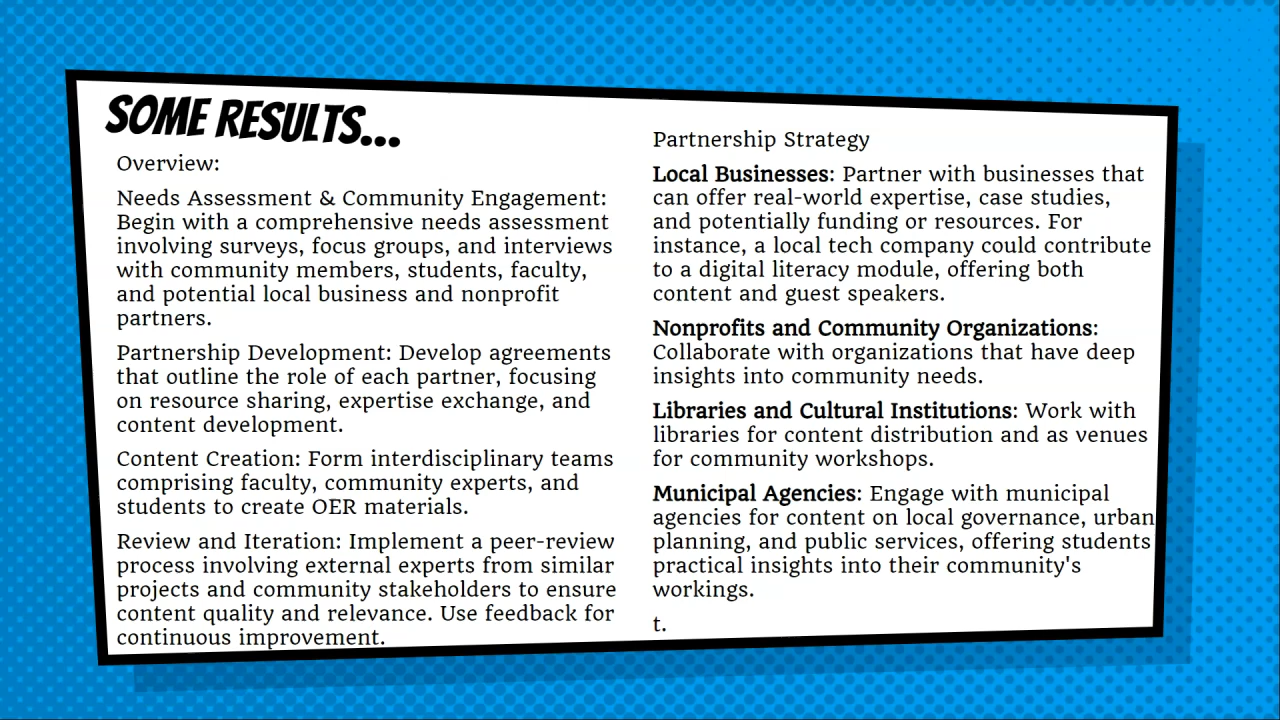 SOME RESULTS...
Overview:
Needs Assessment & Community Engagement:
Begin with a comprehensive needs assessment
involving surveys, focus groups, and interviews
with community members, students, faculty,
and potential local business and nonprofit
partners.
Partnership Development: Develop agreements
that outline the role of each partner, focusing
on resource sharing, expertise exchange, and
content development.
Content Creation: Form interdisciplinary teams
comprising faculty, community experts, and
students to create OER materials.
Review and Iteration: Implement a peer-review
process involving external experts from similar
projects and community stakeholders to ensure
content quality and relevance. Use feedback for
continuous improvement.
Partnership Strategy
Local Businesses: Partner with businesses that
can offer real-world expertise, case studies,
and potentially funding or resources. For
instance, a local tech company could contribute
to a digital literacy module, offering both
content and guest speakers.
Nonprofits and Community Organizations:
Collaborate with organizations that have deep
insights into community needs.
Libraries and Cultural Institutions: Work with
libraries for content distribution and as venues
for community workshops.
Municipal Agencies: Engage with municipal
agencies for content on local governance, urban
planning, and public services, offering students
practical insights into their community's
workings.
t.